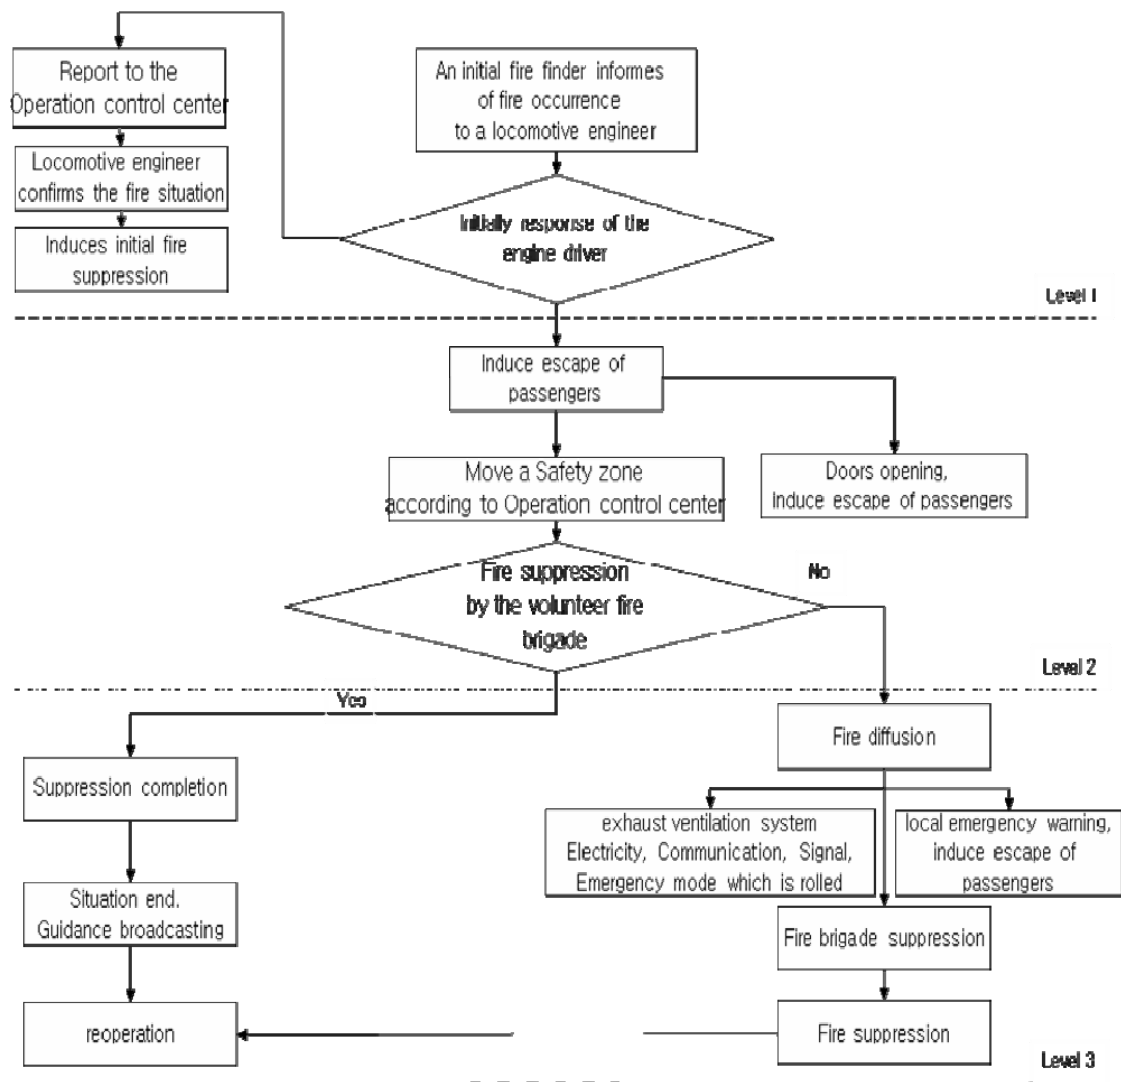 Report to the
Operation control center
An initial fire finder informes
of fire occurrence
to a locomotive engineer
Locomotive engineer
confirms the fire situation
Induces initial fire
suppression
Initially response of the
engine driver
Level 1
Induce escape of
passengers
Move a Safety zone
according to Operation control center
Doors opening,
induce escape of passengers
Fire suppression
by the volunteer fire
brigade
No
Level 2
Yes
Fire diffusion
Suppression completion
exhaust ventilation system
Electricity, Communication, Signal,
Emergency mode which is rolled
local emergency warning,
induce escape of
passengers
Situation end.
Guidance broadcasting
Fire brigade suppression
reoperation
Fire suppression
Level 3